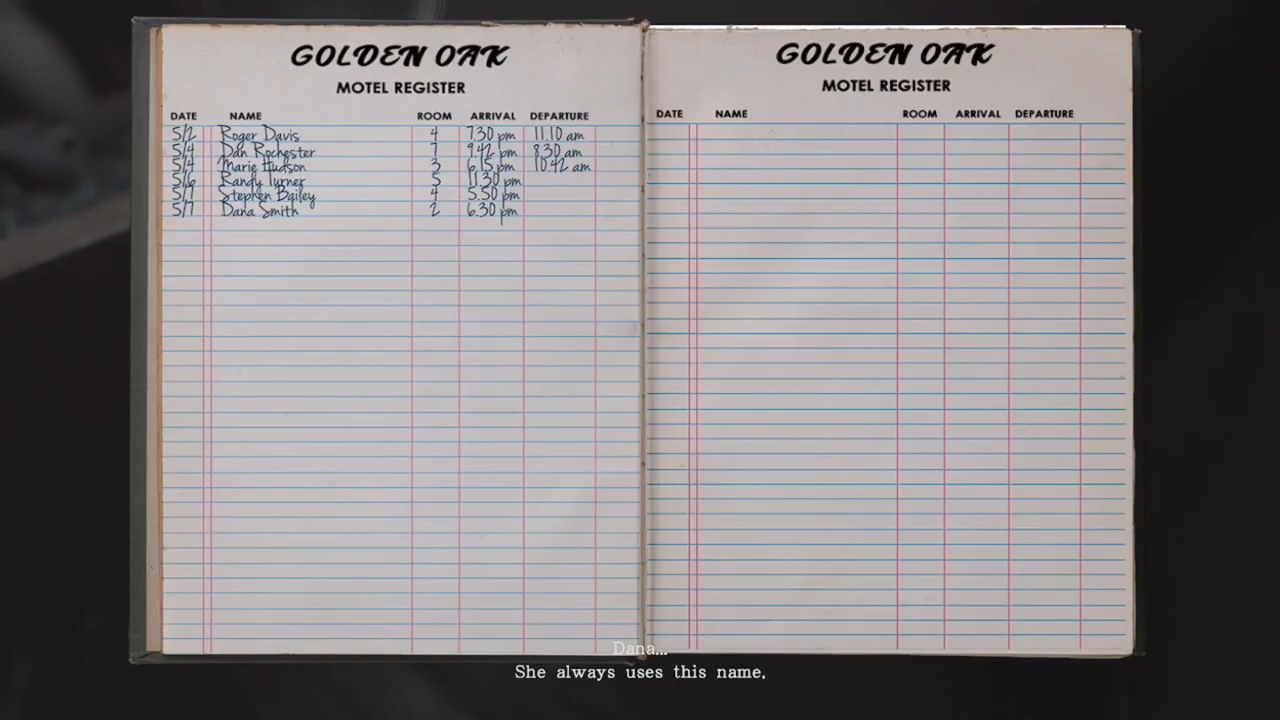 GOLDEN OAK
MOTEL REGISTER
DATE NAME ROOM ARRIVAL DEPARTURE
5/2 Roger Davis 4 7.30 pm 11.10 am
5/4 Dan Rochester 7 9.42 pm 8.30 am
5/4 Marie Hudson 3 6.15 pm 10.42 am
5/6 Randy Turner 5 11.30 pm
5/7 Stephen Bailey 4 5.50 pm
5/7 Dana Smith 2 6.30 pm
GOLDEN OAK
MOTEL REGISTER
DATE NAME ROOM ARRIVAL DEPARTURE
Dana...
She always uses this name.